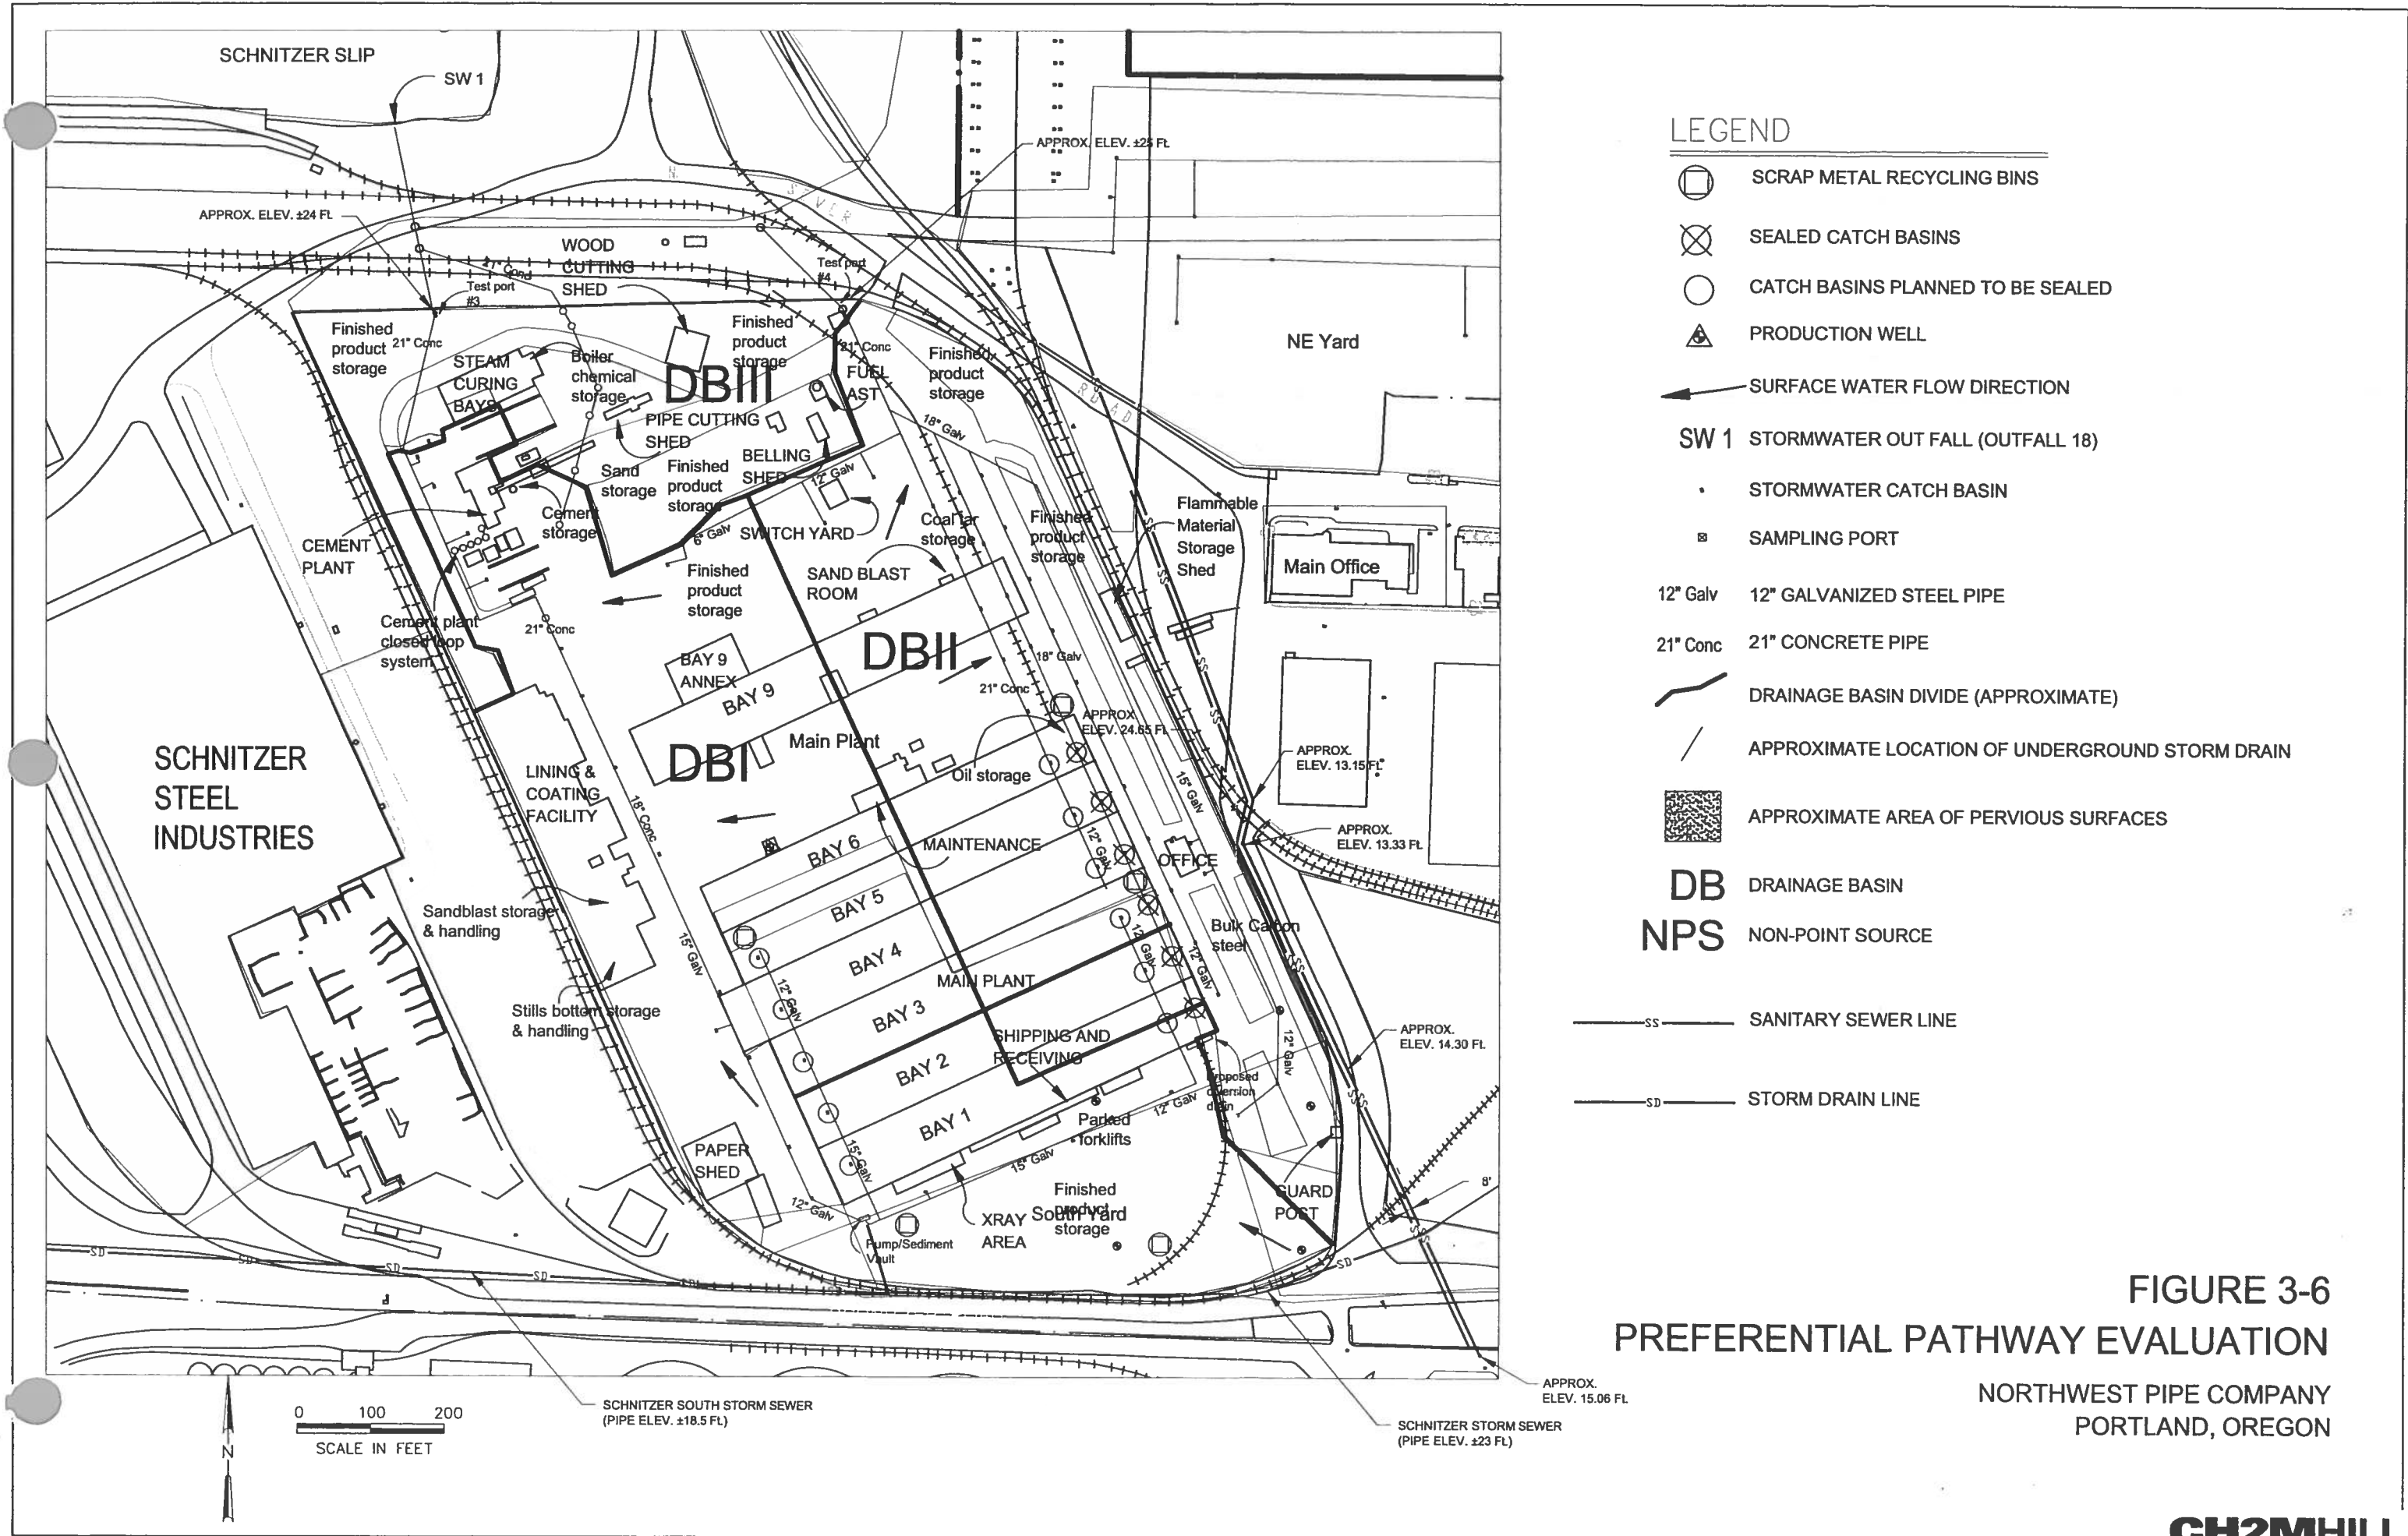 SCHNITZER SLIP
SW 1
APPROX. ELEV. ±24 Ft.
APPROX. ELEV. ±25 Ft.
WOOD
CUTTING
SHED
21" Cond
Test port
#3
Test port
#4
Finished
product
storage
21" Conc
STEAM
CURING
BAYS
Boiler
chemical
storage
DBIII
Finished
product
storage
21" Conc
FUEL
AST
Finished
product
storage
NE Yard
ROAD
PIPE CUTTING
SHED
BELLING
SHED
18" Galv
12" Galv
Sand
storage
Finished
product
storage
Cement
storage
6" Galv
SWITCH YARD
Coal tar
storage
Finished
product
storage
Flammable
Material
Storage
Shed
Main Office
SS
CEMENT
PLANT
Cement plant
closed loop
system
21" Conc
Finished
product
storage
SAND BLAST
ROOM
DBII
BAY 9
ANNEX
BAY 9
18" Galv
21" Conc
APPROX.
ELEV. 24.65 Ft.
SCHNITZER
STEEL
INDUSTRIES
DBI
Main Plant
Oil storage
APPROX.
ELEV. 13.15 Ft.
LINING &
COATING
FACILITY
18" Conc
15" Galv
APPROX.
ELEV. 13.33 Ft.
BAY 6
MAINTENANCE
12" Galv
OFFICE
BAY 5
Sandblast storage
& handling
Bulk Carbon
steel
15" Galv
BAY 4
12" Galv
12" Galv
12" Galv
MAIN PLANT
BAY 3
Stills bottom storage
& handling
SHIPPING AND
RECEIVING
12" Galv
APPROX.
ELEV. 14.30 Ft.
BAY 2
Proposed
diversion
drain
BAY 1
12" Galv
Parked
forklifts
PAPER
SHED
15" Galv
15" Galv
12" Galv
GUARD
POST
8'
XRAY
AREA
Finished
product
storage
South Yard
Pump/Sediment
Vault
SD
SD
SD
SD
SD
APPROX.
ELEV. 15.06 Ft.
SCHNITZER SOUTH STORM SEWER
(PIPE ELEV. ±18.5 Ft.)
SCHNITZER STORM SEWER
(PIPE ELEV. ±23 Ft.)
N
0 100 200
SCALE IN FEET
LEGEND
SCRAP METAL RECYCLING BINS
SEALED CATCH BASINS
CATCH BASINS PLANNED TO BE SEALED
PRODUCTION WELL
SURFACE WATER FLOW DIRECTION
SW 1 STORMWATER OUT FALL (OUTFALL 18)
STORMWATER CATCH BASIN
SAMPLING PORT
12" Galv 12" GALVANIZED STEEL PIPE
21" Conc 21" CONCRETE PIPE
DRAINAGE BASIN DIVIDE (APPROXIMATE)
APPROXIMATE LOCATION OF UNDERGROUND STORM DRAIN
APPROXIMATE AREA OF PERVIOUS SURFACES
DB DRAINAGE BASIN
NPS NON-POINT SOURCE
SS SANITARY SEWER LINE
SD STORM DRAIN LINE
FIGURE 3-6
PREFERENTIAL PATHWAY EVALUATION
NORTHWEST PIPE COMPANY
PORTLAND, OREGON
CH2MHILL